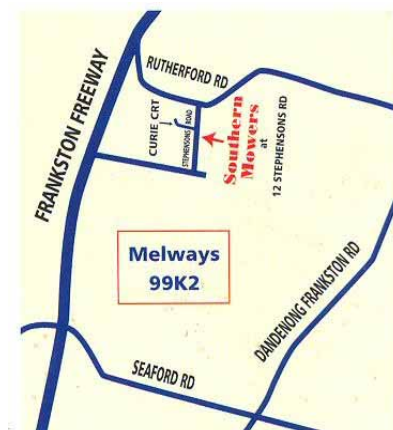 FRANKSTON FREEWAY
RUTHERFORD RD
CURIE CRT
STEPHENSONS ROAD
Southern
Mowers
at
12 STEPHENSONS RD
Melways
99K2
DANDENONG FRANKSTON RD
SEAFORD RD